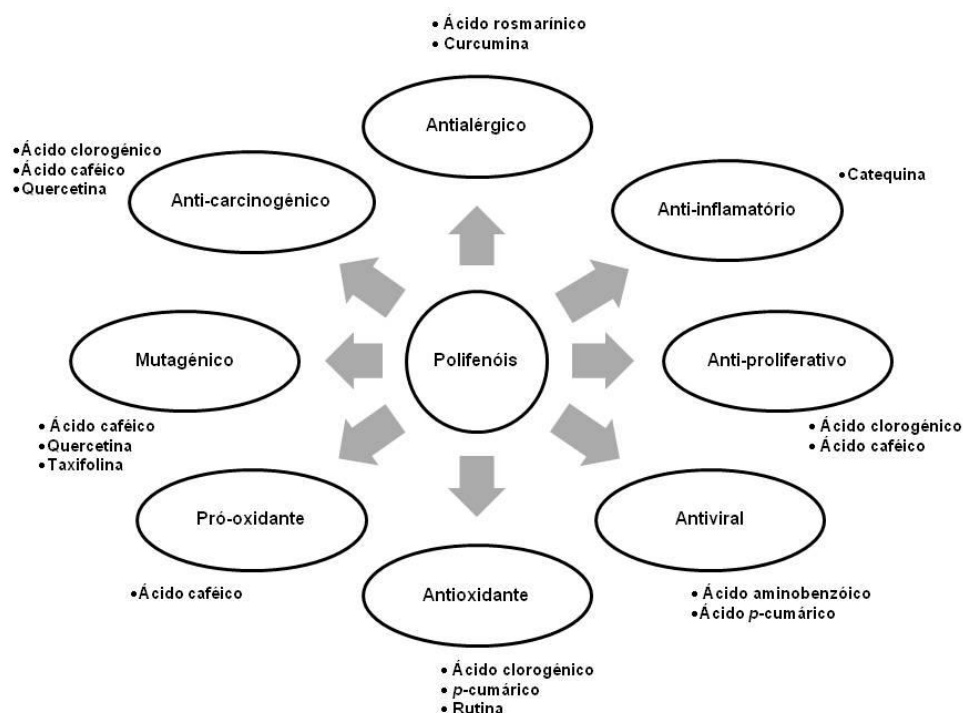 • Ácido rosmarínico
• Curcumina
Antialérgico
• Ácido clorogénico
• Ácido caféico
• Quercetina
Anti-carcinogénico
• Catequina
Anti-inflamatório
Mutagénico
Polifenóis
Anti-proliferativo
• Ácido caféico
• Quercetina
• Taxifolina
• Ácido clorogénico
• Ácido caféico
Pró-oxidante
Antiviral
• Ácido caféico
Antioxidante
• Ácido aminobenzóico
• Ácido p-cumárico
• Ácido clorogénico
• p-cumárico
• Rutina